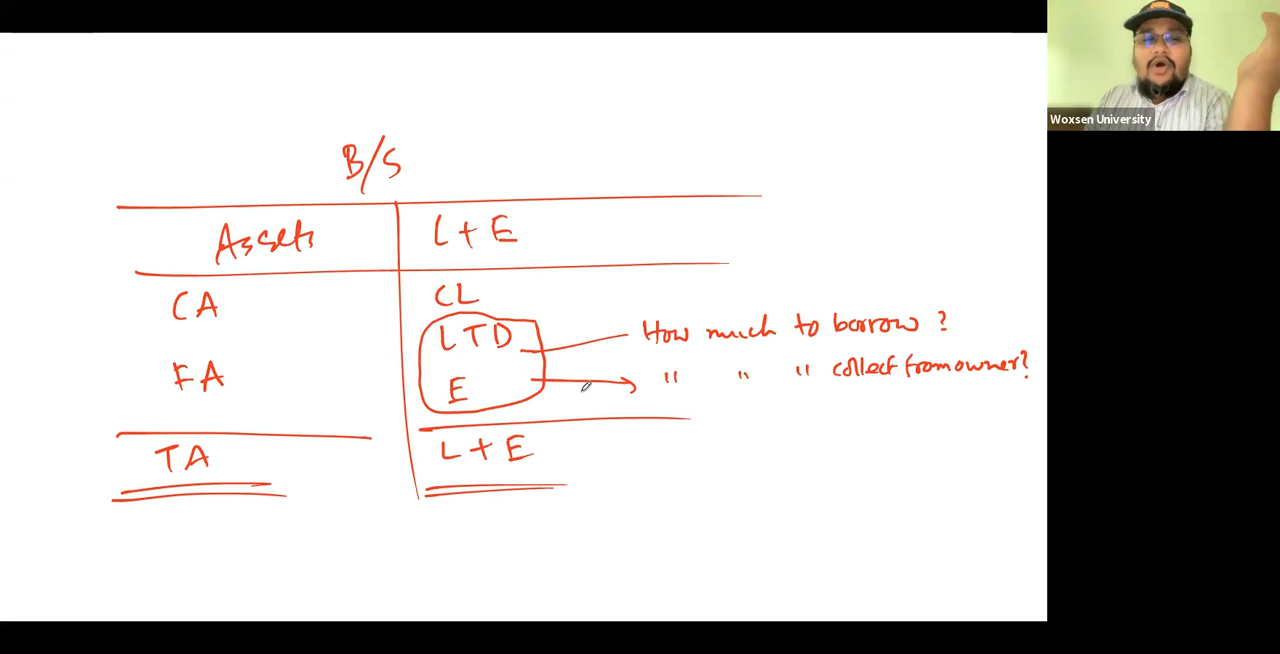 B/S
Assets
L + E
CA
CL
LTD
How much to borrow ?
FA
E
" " " collect from owner?
TA
L + E
Woxsen University